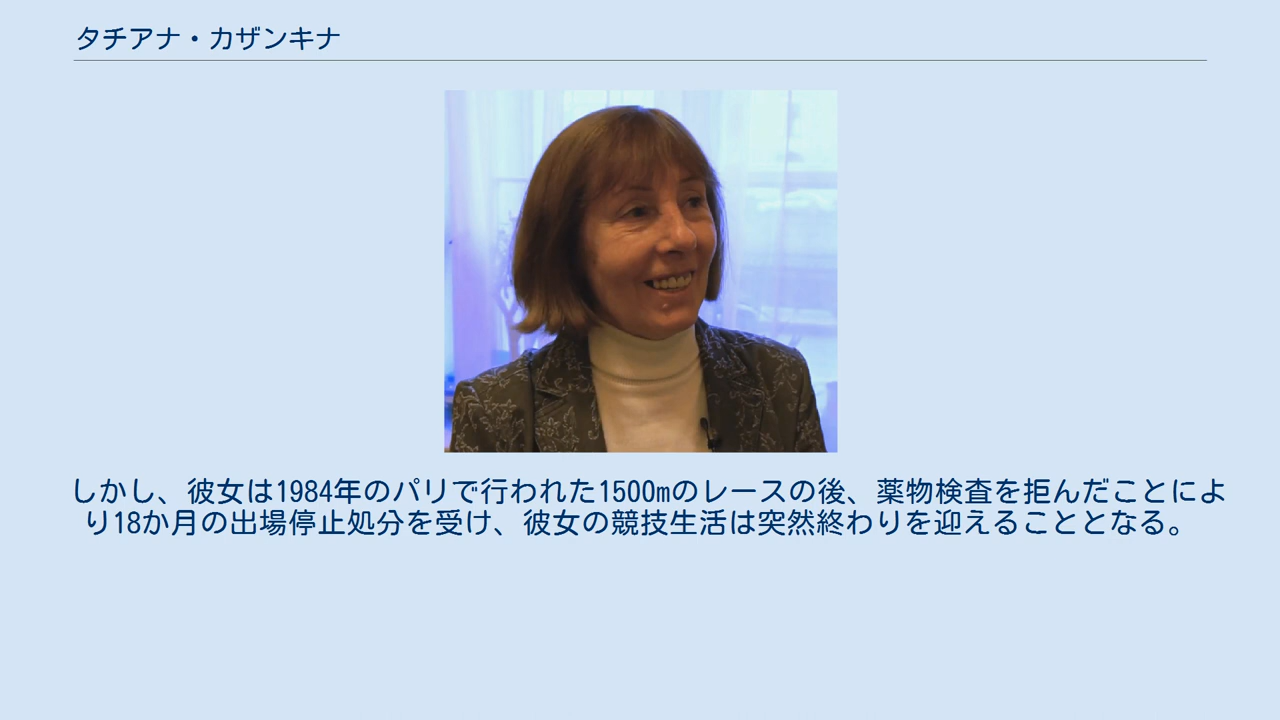 タチアナ・カザンキナ
しかし、彼女は1984年のパリで行われた1500mのレースの後、薬物検査を拒んだことによ
り18か月の出場停止処分を受け、彼女の競技生活は突然終わりを迎えることとなる。